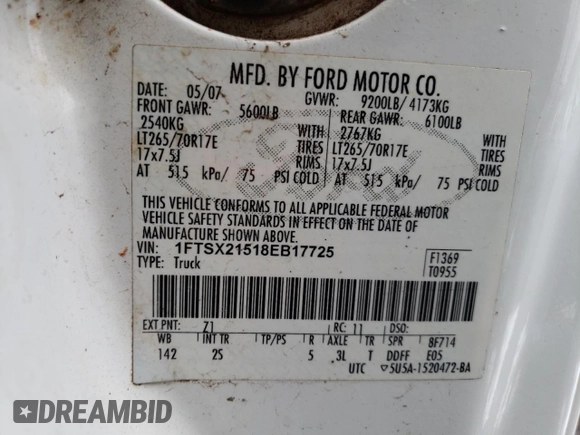 MFD. BY FORD MOTOR CO.
DATE: 05/07 GVWR: 9200LB/ 4173KG
FRONT GAWR: 5600LB REAR GAWR: 6100LB
2540KG WITH 2767KG WITH
LT265/70R17E TIRES LT265/70R17E TIRES
17x7.5J RIMS 17x7.5J RIMS
AT 515 kPa/ 75 PSI COLD AT 515 kPa/ 75 PSI COLD
THIS VEHICLE CONFORMS TO ALL APPLICABLE FEDERAL MOTOR
VEHICLE SAFETY STANDARDS IN EFFECT ON THE DATE OF
MANUFACTURE SHOWN ABOVE.
VIN: 1FTSX21518EB17725 F1369
TYPE: Truck T0955
EXT PNT: Z1 RC: 11 DSO:
WB INT TR TP/PS R AXLE TR SPR 8F714
142 2S 5 3L T DDFF E05
UTC 5U5A-1520472-BA
Ford
DREAMBID